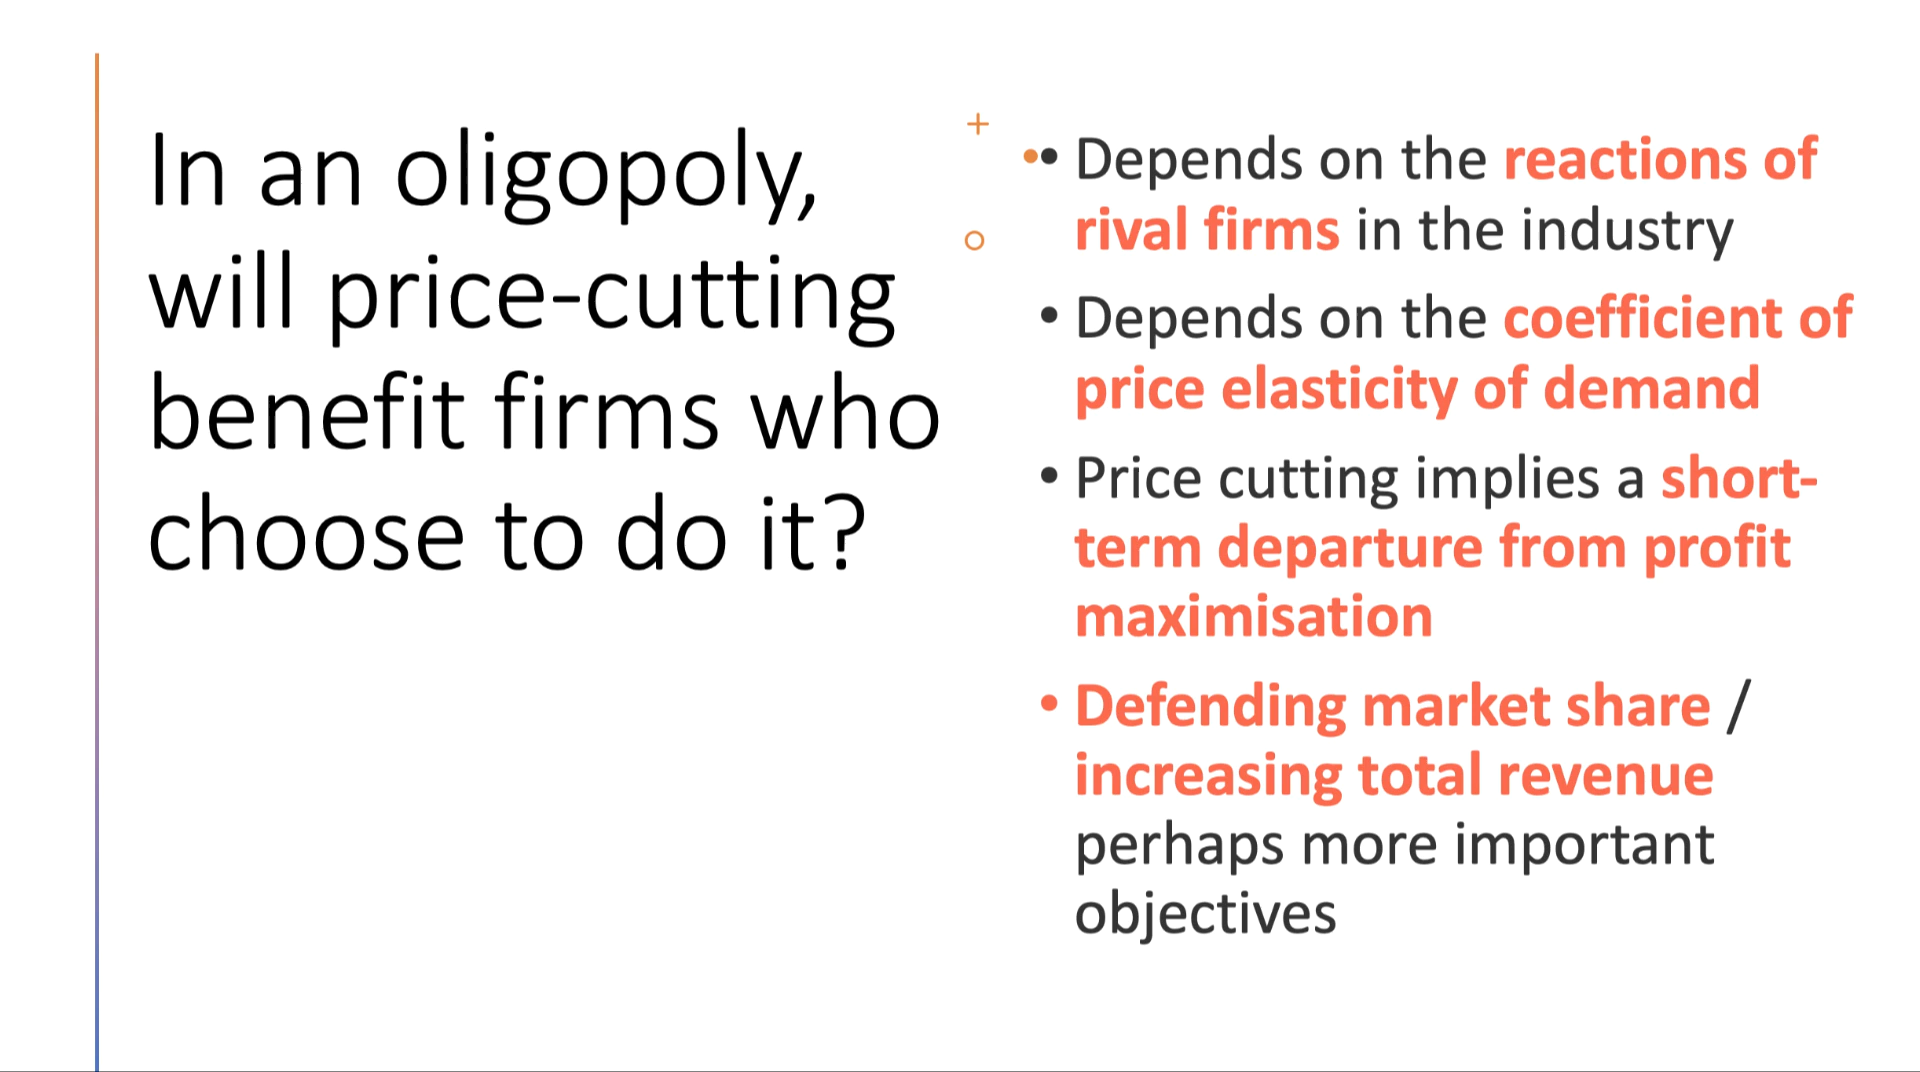 In an oligopoly,
will price-cutting
benefit firms who
choose to do it?
• Depends on the reactions of
rival firms in the industry
• Depends on the coefficient of
price elasticity of demand
• Price cutting implies a short-
term departure from profit
maximisation
• Defending market share /
increasing total revenue
perhaps more important
objectives